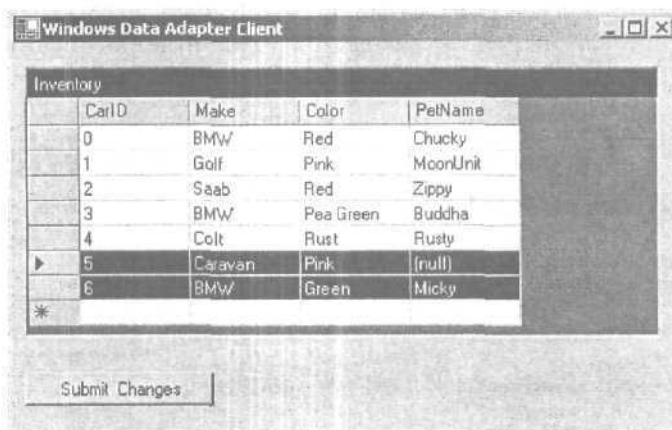 Windows Data Adapter Client
Inventory
CarID Make Color PetName
0 BMW Red Chucky
1 Golf Pink MoonUnit
2 Saab Red Zippy
3 BMW Pea Green Buddha
4 Colt Rust Rusty
5 Caravan Pink (null)
6 BMW Green Micky
Submit Changes